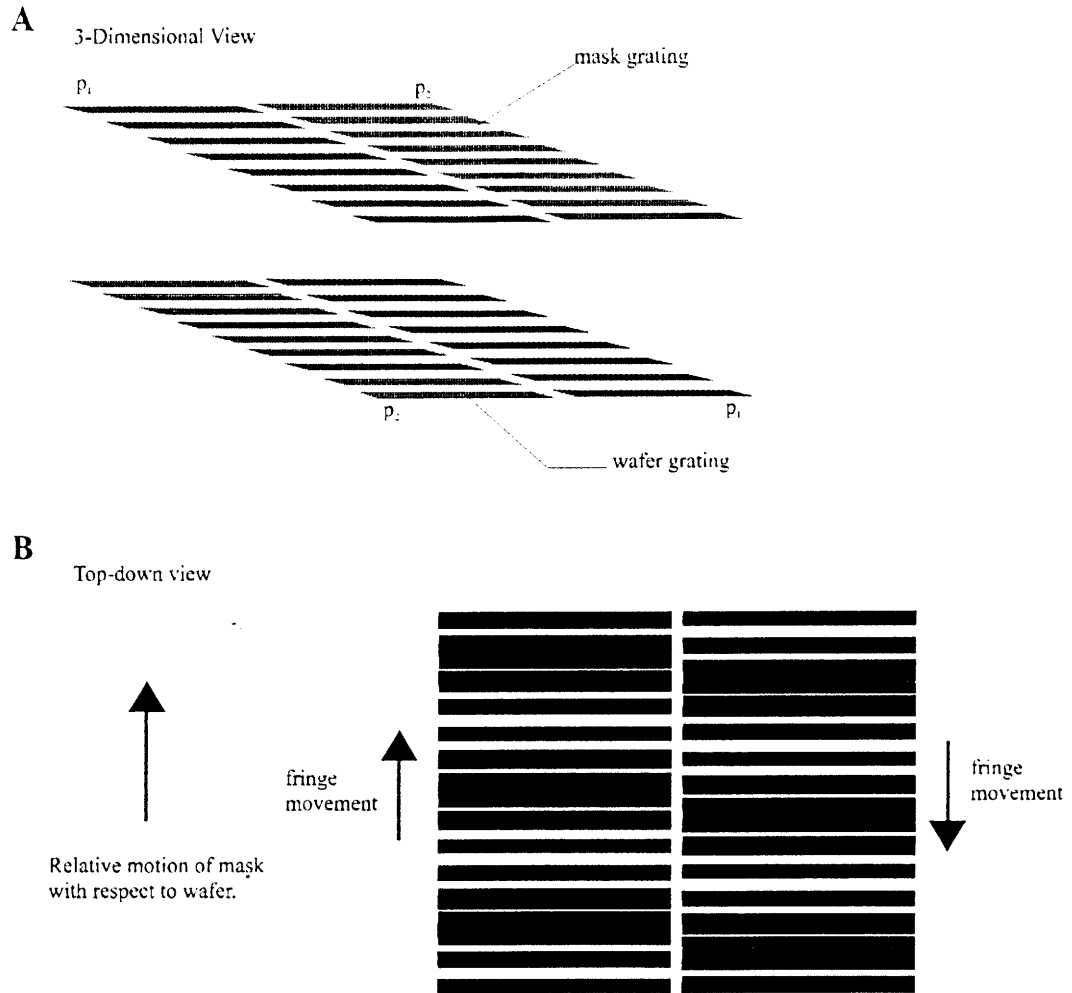 A
3-Dimensional View
mask grating
p₁
p₂
p₂
p₁
wafer grating
B
Top-down view
fringe
movement
fringe
movement
Relative motion of mask
with respect to wafer.